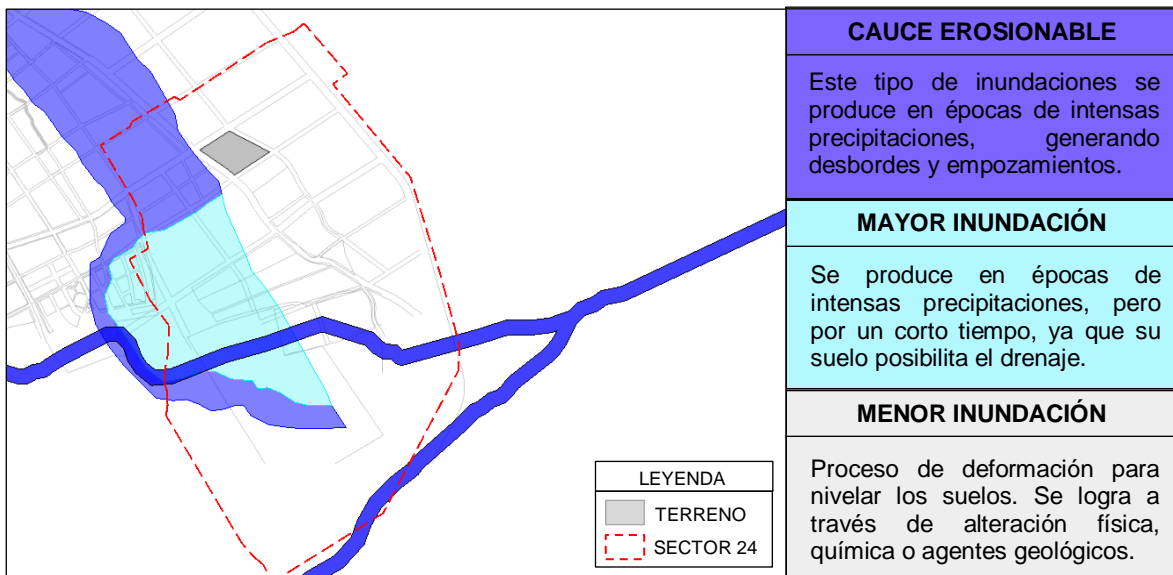 CAUCE EROSIONABLE
Este tipo de inundaciones se
produce en épocas de intensas
precipitaciones, generando
desbordes y empozamientos.
MAYOR INUNDACIÓN
Se produce en épocas de
intensas precipitaciones, pero
por un corto tiempo, ya que su
suelo posibilita el drenaje.
MENOR INUNDACIÓN
Proceso de deformación para
nivelar los suelos. Se logra a
través de alteración física,
química o agentes geológicos.
LEYENDA
TERRENO
SECTOR 24